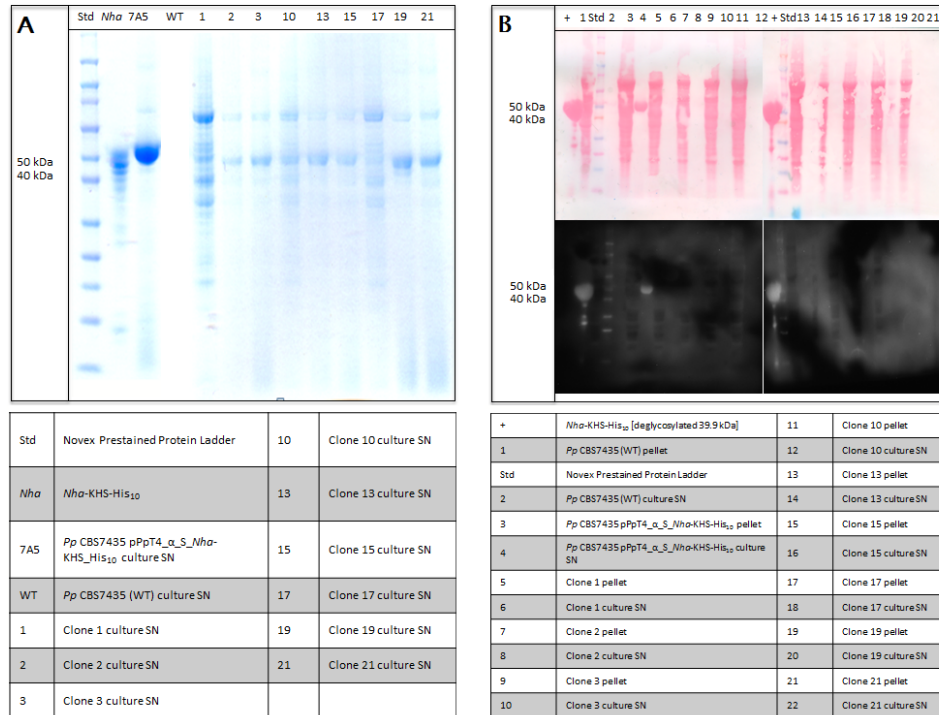 A
Std Nha 7A5 WT 1 2 3 10 13 15 17 19 21
50 kDa
40 kDa
B
+ 1 Std 2 3 4 5 6 7 8 9 10 11 12 + Std 13 14 15 16 17 18 19 20 21
50 kDa
40 kDa
50 kDa
40 kDa
Std Novex Prestained Protein Ladder 10 Clone 10 culture SN
Nha Nha-KHS-His10 13 Clone 13 culture SN
7A5 Pp CBS7435 pPpT4_α_S_Nha-
KHS_His10 culture SN 15 Clone 15 culture SN
WT Pp CBS7435 (WT) culture SN 17 Clone 17 culture SN
1 Clone 1 culture SN 19 Clone 19 culture SN
2 Clone 2 culture SN 21 Clone 21 culture SN
3 Clone 3 culture SN
+ Nha-KHS-His10 [deglycosylated 39.9 kDa] 11 Clone 10 pellet
1 Pp CBS7435 (WT) pellet 12 Clone 10 culture SN
Std Novex Prestained Protein Ladder 13 Clone 13 pellet
2 Pp CBS7435 (WT) culture SN 14 Clone 13 culture SN
3 Pp CBS7435 pPpT4_α_S_Nha-KHS-His10 pellet 15 Clone 15 pellet
4 Pp CBS7435 pPpT4_α_S_Nha-KHS-His10 culture
SN 16 Clone 15 culture SN
5 Clone 1 pellet 17 Clone 17 pellet
6 Clone 1 culture SN 18 Clone 17 culture SN
7 Clone 2 pellet 19 Clone 19 pellet
8 Clone 2 culture SN 20 Clone 19 culture SN
9 Clone 3 pellet 21 Clone 21 pellet
10 Clone 3 culture SN 22 Clone 21 culture SN